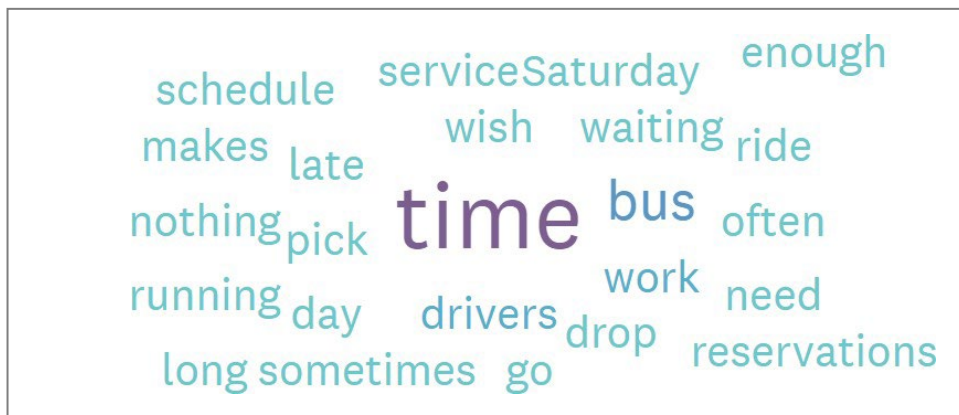 enough
schedule serviceSaturday
makes late wish waiting ride
nothing pick time bus often
running day drivers work need
long sometimes go drop reservations